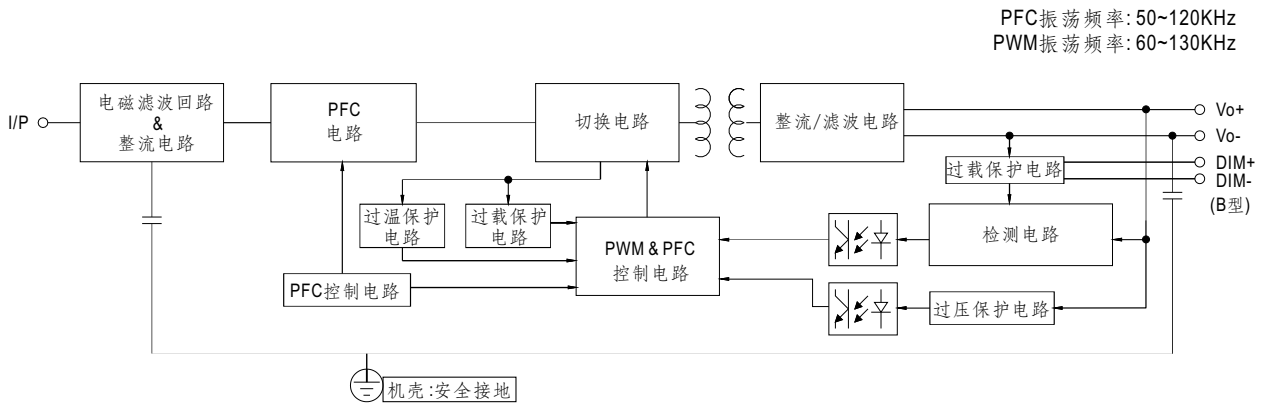 PFC振荡频率: 50~120KHz
PWM振荡频率: 60~130KHz
I/P
电磁滤波回路
&
整流电路
PFC
电路
切换电路
整流/滤波电路
Vo+
Vo-
DIM+
DIM-
(B型)
过载保护电路
过温保护
电路
过载保护
电路
PWM & PFC
控制电路
检测电路
PFC控制电路
过压保护电路
机壳:安全接地